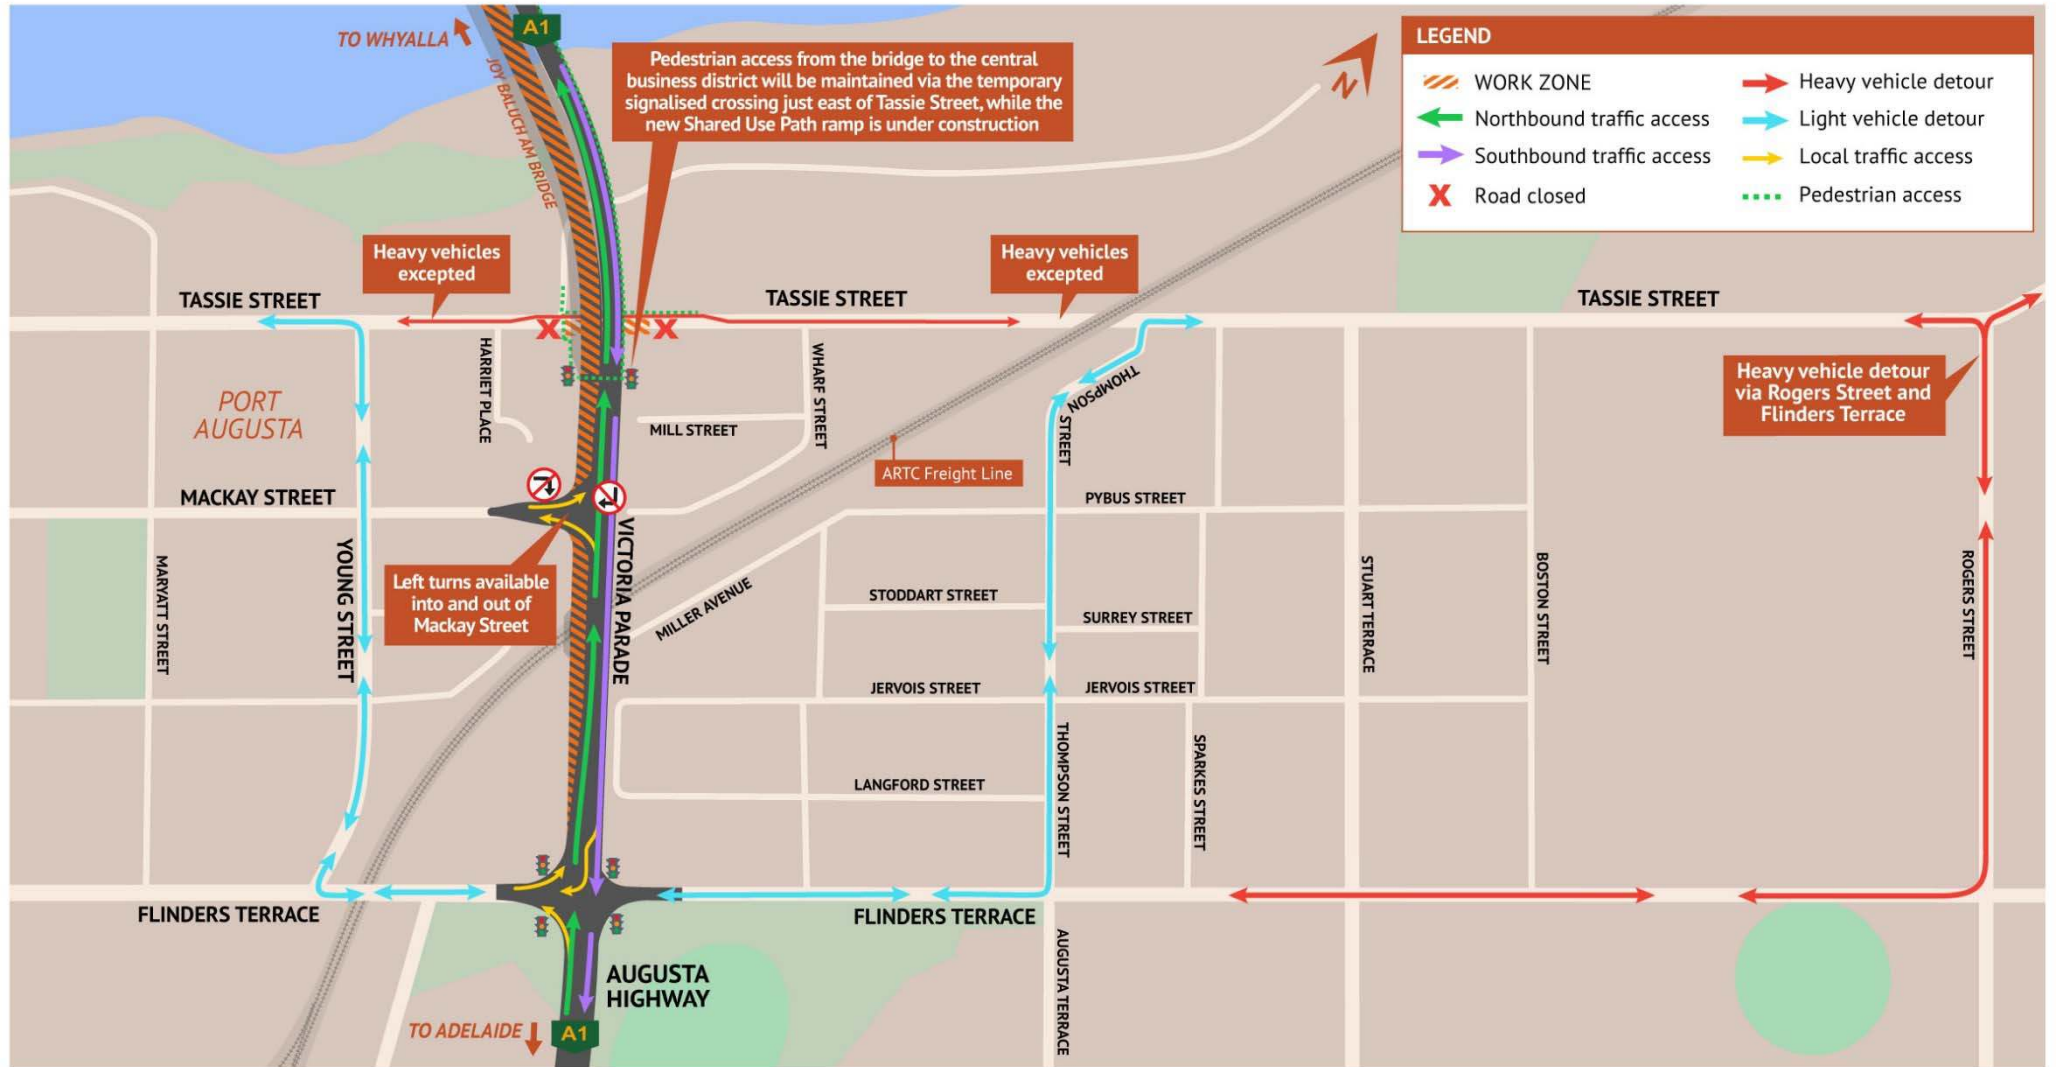 A1
TO WHYALLA
JOY BALUCH AM BRIDGE
Pedestrian access from the bridge to the central
business district will be maintained via the temporary
signalised crossing just east of Tassie Street, while the
new Shared Use Path ramp is under construction
N
LEGEND
WORK ZONE
Northbound traffic access
Southbound traffic access
X Road closed
Heavy vehicle detour
Light vehicle detour
Local traffic access
Pedestrian access
Heavy vehicles
excepted
Heavy vehicles
excepted
TASSIE STREET
TASSIE STREET
TASSIE STREET
X
X
HARRIET PLACE
WHARF STREET
THOMPSON
STREET
Heavy vehicle detour
via Rogers Street and
Flinders Terrace
PORT
AUGUSTA
MILL STREET
ARTC Freight Line
MACKAY STREET
PYBUS STREET
MARYATT STREET
YOUNG STREET
Left turns available
into and out of
Mackay Street
VICTORIA PARADE
MILLER AVENUE
STODDART STREET
SURREY STREET
STUART TERRACE
BOSTON STREET
ROGERS STREET
JERVOIS STREET
JERVOIS STREET
LANGFORD STREET
THOMPSON STREET
SPARKES STREET
FLINDERS TERRACE
FLINDERS TERRACE
AUGUSTA
HIGHWAY
AUGUSTA TERRACE
TO ADELAIDE
A1